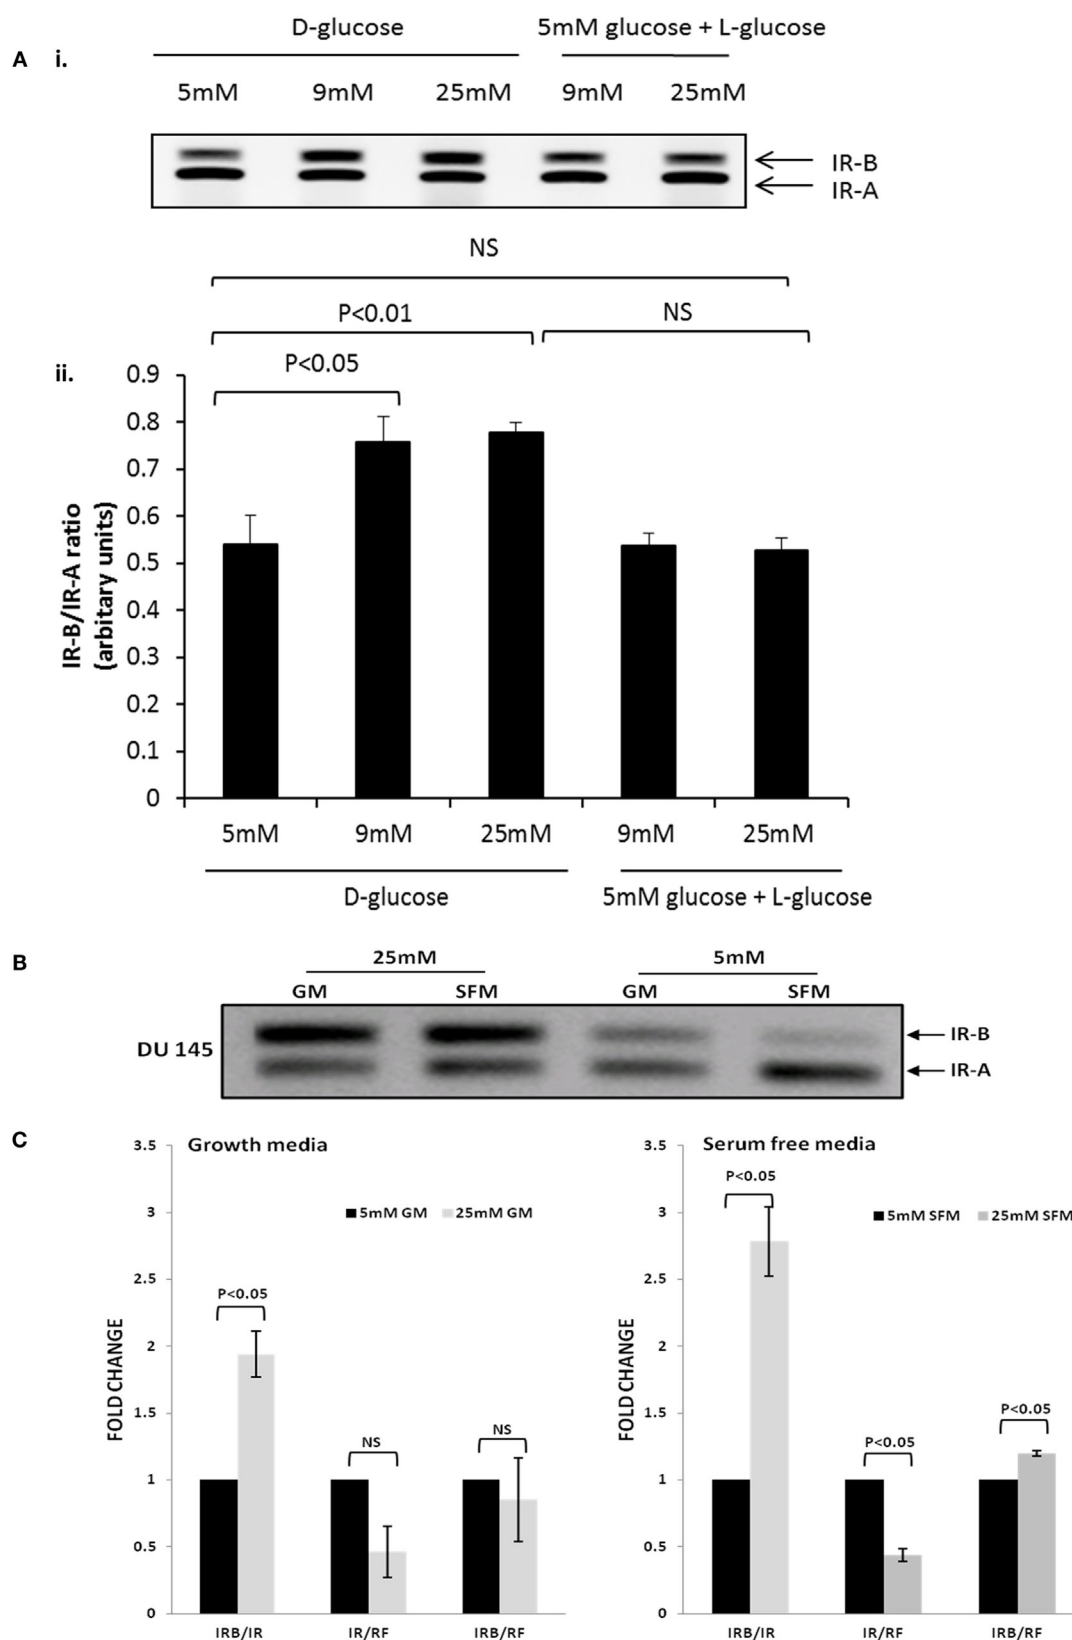 D-glucose 5mM glucose + L-glucose
A i.
5mM 9mM 25mM 9mM 25mM
IR-B
IR-A
NS
P<0.01 NS
ii.
P<0.05
0.9
0.8
0.7
0.6
0.5
0.4
0.3
0.2
0.1
0
IR-B/IR-A ratio
(arbitary units)
5mM 9mM 25mM 9mM 25mM
D-glucose 5mM glucose + L-glucose
B
25mM 5mM
GM SFM GM SFM
DU 145
IR-B
IR-A
C
Growth media
5mM GM 25mM GM
3.5
3
2.5
2
1.5
1
0.5
0
FOLD CHANGE
P<0.05
NS
NS
IRB/IR IR/RF IRB/RF
Serum free media
5mM SFM 25mM SFM
3.5
3
2.5
2
1.5
1
0.5
0
FOLD CHANGE
P<0.05
P<0.05
P<0.05
IRB/IR IR/RF IRB/RF